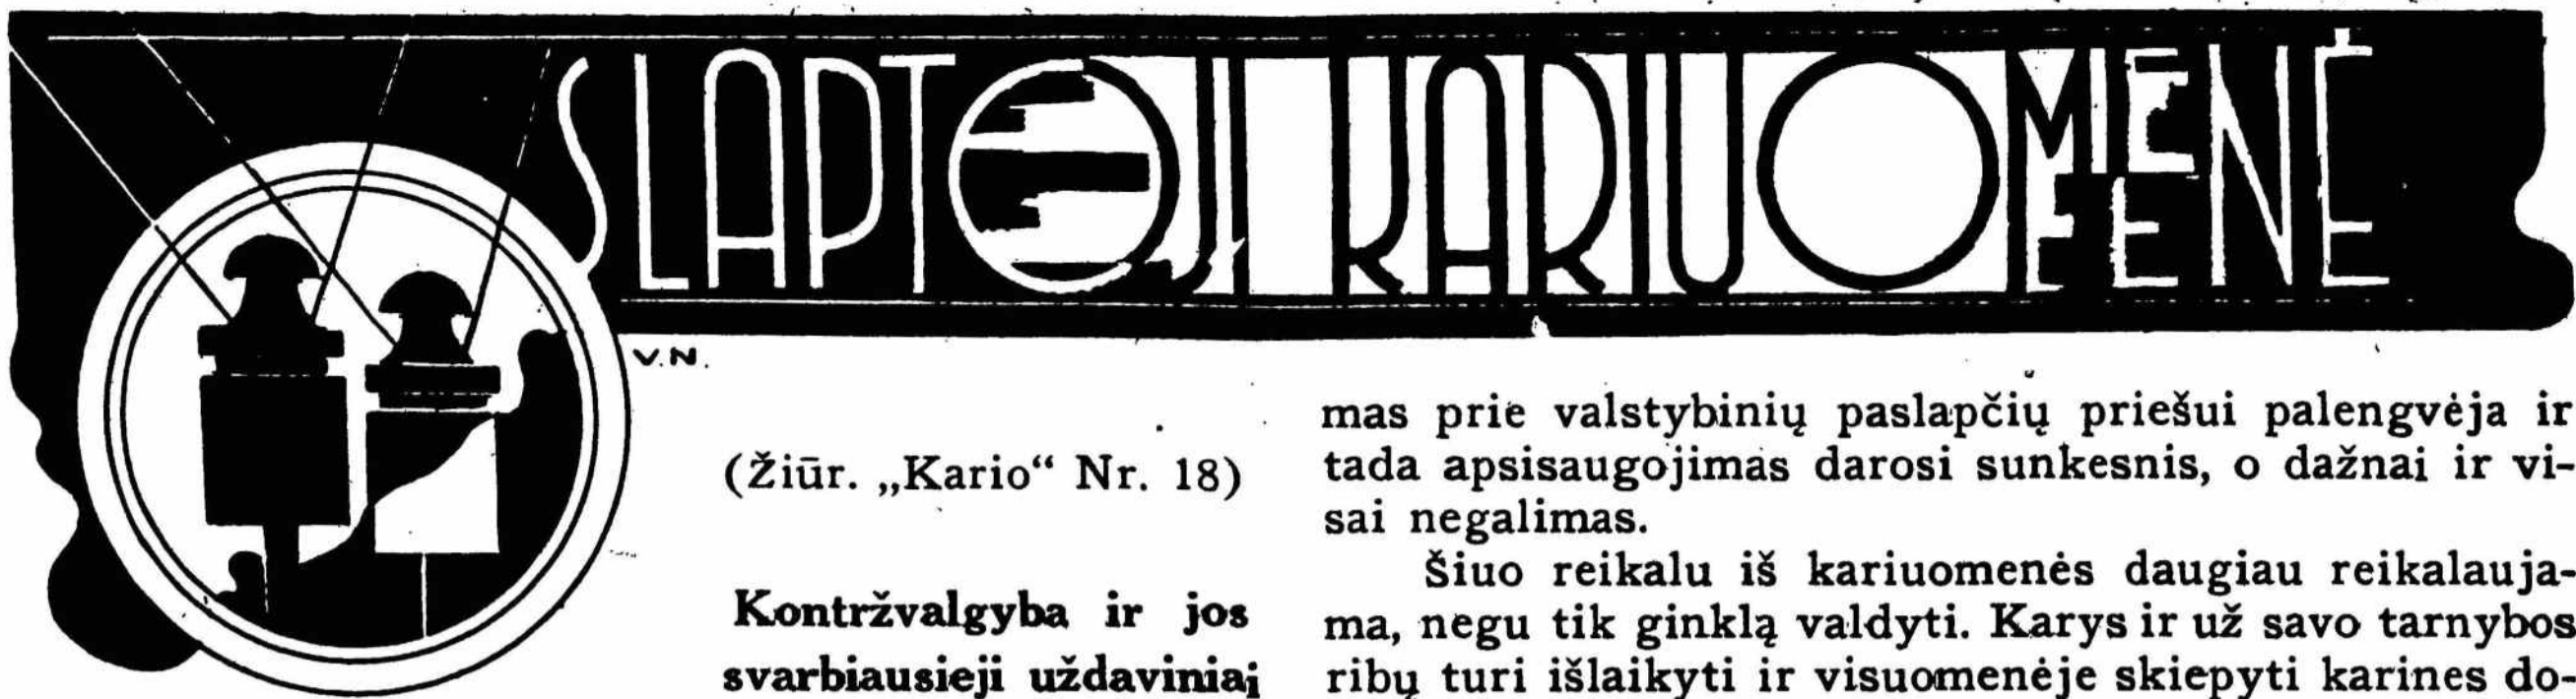 SLAPTOJI KARIUOMENĖ
V. N.
(Žiūr. „Kario“ Nr. 18)
Kontržvalgyba ir jos
svarbiausieji uždaviniai
mas prie valstybinių paslapčių priešui palengvėja ir
tada apsisaugojimas darosi sunkesnis, o dažnai ir vi-
sai negalimas.
Šiuo reikalu iš kariuomenės daugiau reikalauja-
ma, negu tik ginklą valdyti. Karys ir už savo tarnybos
ribų turi išlaikyti ir visuomenėje skiepyti karines do-